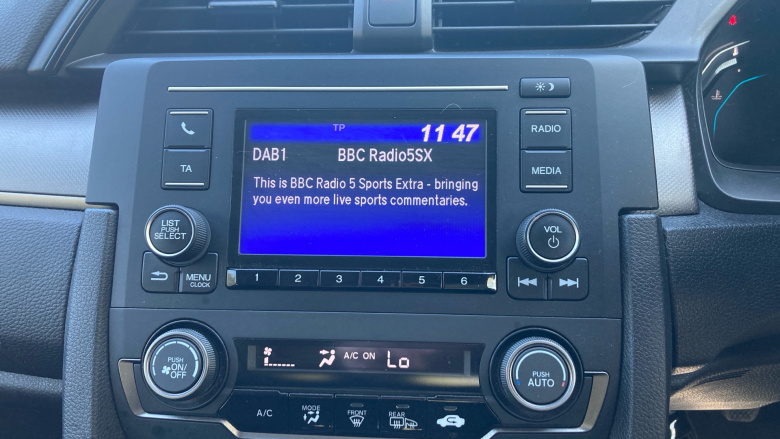 TP
11 47
DAB1 BBC Radio5SX
This is BBC Radio 5 Sports Extra - bringing
you even more live sports commentaries.
TA
RADIO
MEDIA
LIST
PUSH
SELECT
VOL
MENU
CLOCK
1 2 3 4 5 6
PUSH
ON/
OFF
A/C ON Lo
PUSH
AUTO
A/C
MODE
FRONT
REAR